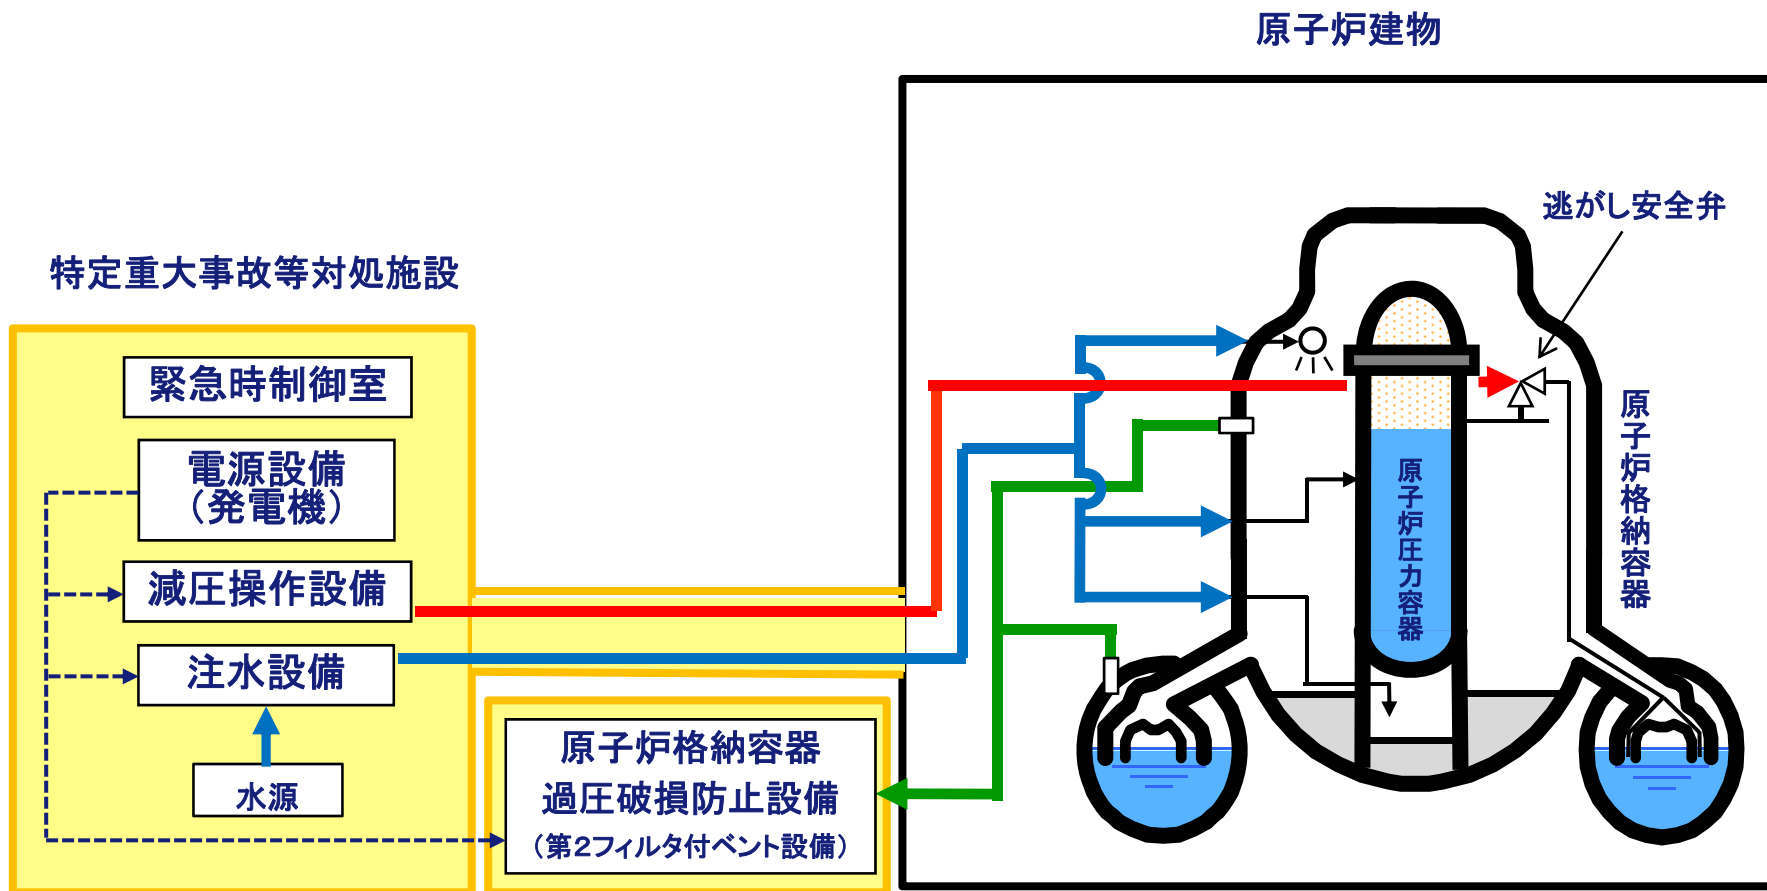 原子炉建物
逃がし安全弁
特定重大事故等対処施設
緊急時制御室
電源設備
（発電機）
減圧操作設備
注水設備
水源
原子炉格納容器
過圧破損防止設備
（第２フィルタ付ベント設備）
原子炉圧力容器
原子炉格納容器